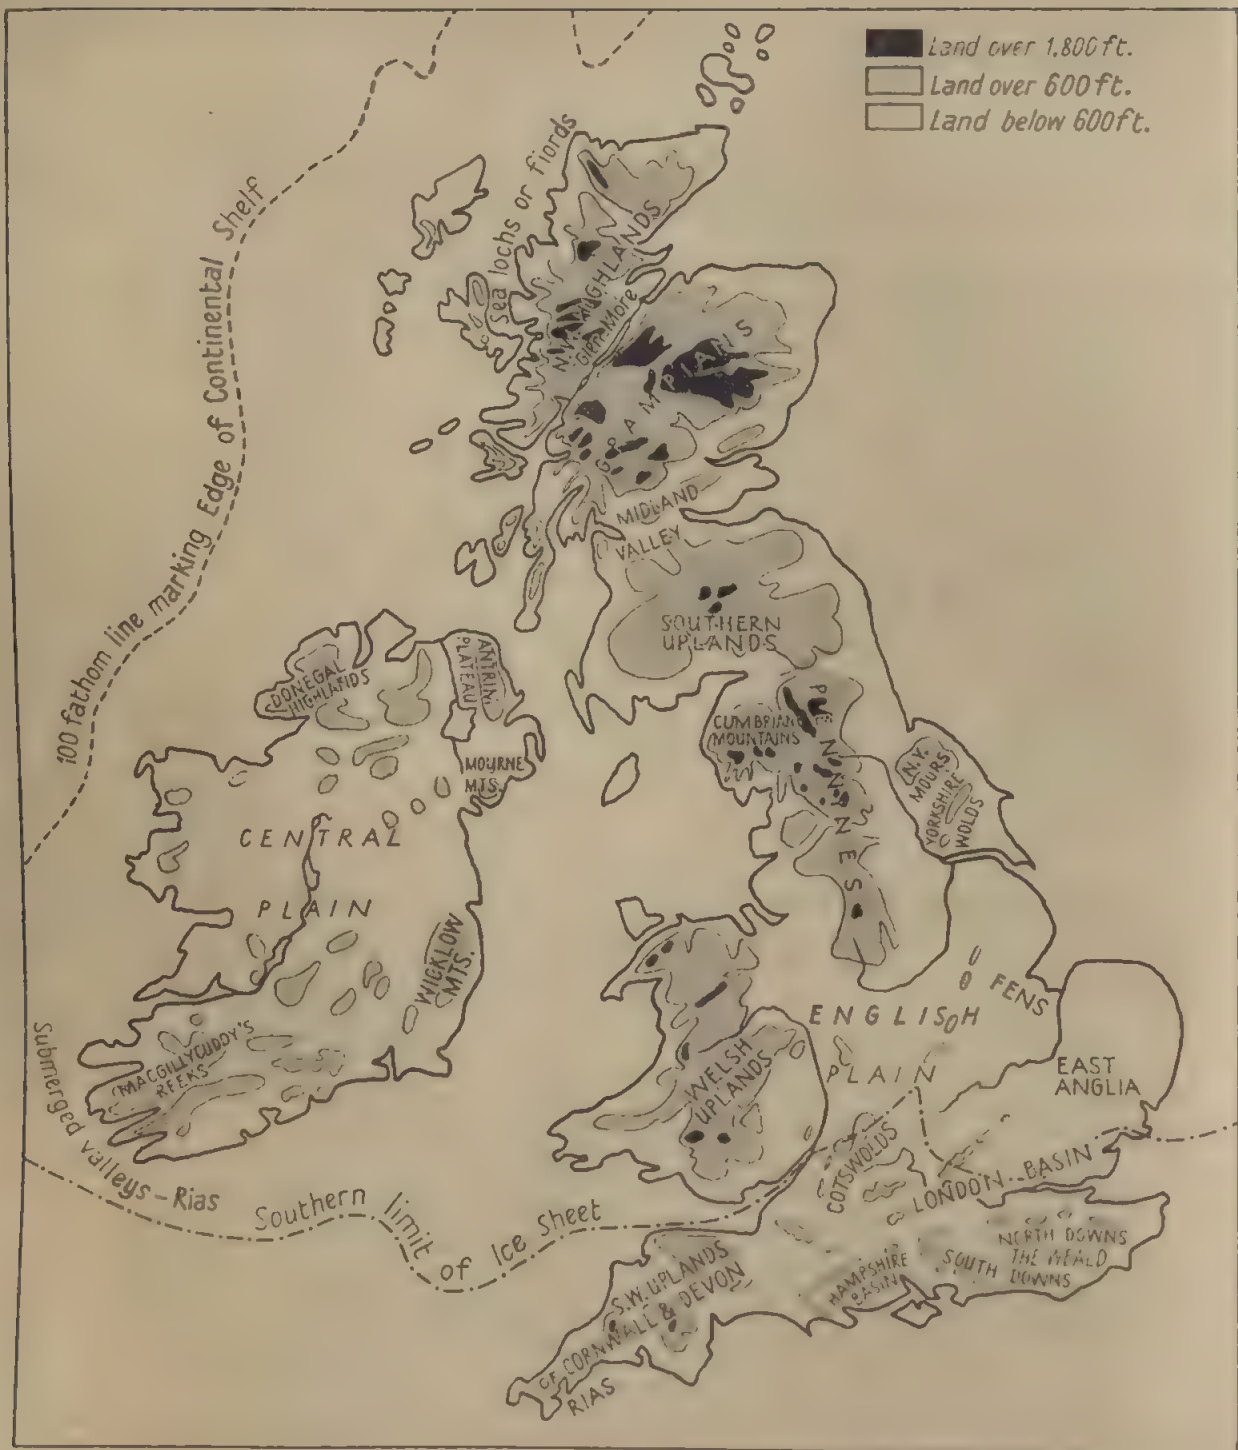 Land over 1,800 ft.
Land over 600 ft.
Land below 600 ft.
100 fathom line marking Edge of Continental Shelf
Sea lochs or fiords
N.W. HIGHLANDS
Glen More
GRAMPIANS
MIDLAND
VALLEY
SOUTHERN
UPLANDS
DONEGAL
HIGHLANDS
ANTRIM
PLATEAU
MOURNE
MTS.
CUMBRIAN
MOUNTAINS
PENNINES
N.Y.
MOURS
YORKSHIRE
WOLDS
CENTRAL
PLAIN
WICKLOW
MTS.
MACGILLYCUDDY'S
REEKS
Submerged valleys-Rias
WELSH
UPLANDS
ENGLISH
PLAIN
FENS
EAST
ANGLIA
COTSWOLDS
LONDON BASIN
NORTH DOWNS
THE WEALD
SOUTH DOWNS
HAMPSHIRE
BASIN
Southern limit of Ice Sheet
S.W. UPLANDS
OF CORNWALL & DEVON
RIAS